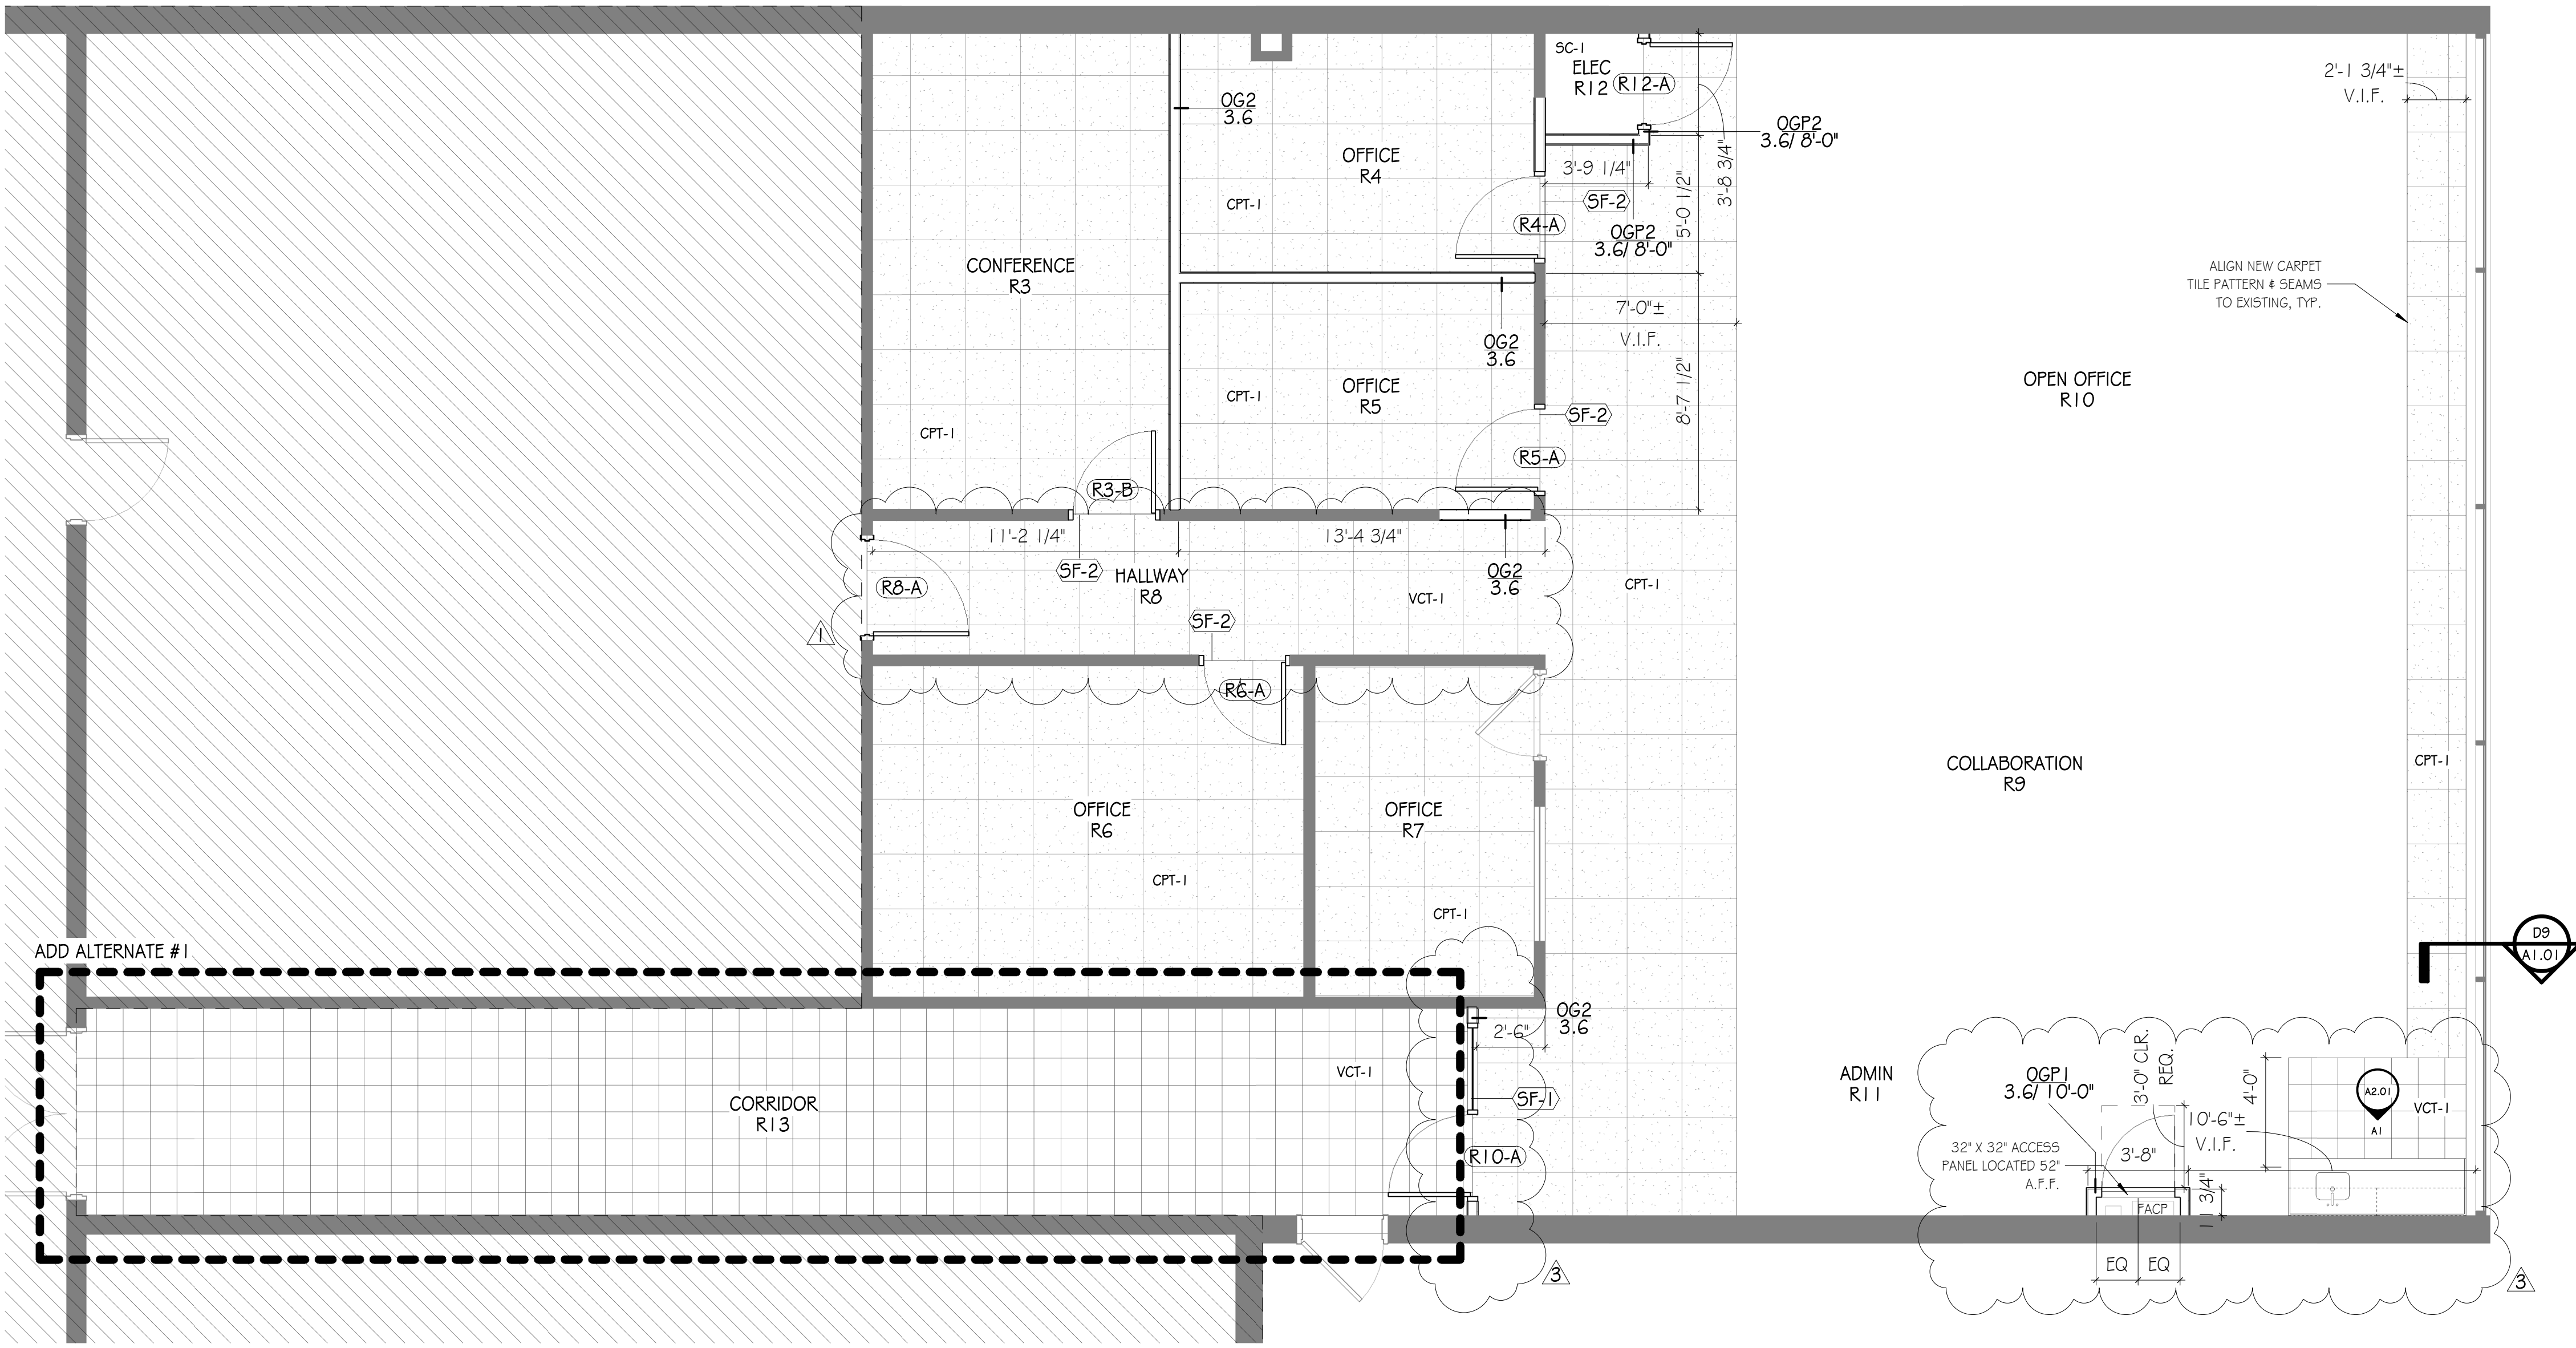 SC-1
ELEC
R12
R12-A
2'-1 3/4"±
V.I.F.
OG2
3.6
OGP2
3.6/ 8'-0"
OFFICE
R4
3'-9 1/4"
3'-8 3/4"
5'-0 1/2"
CPT-1
SF-2
R4-A
OGP2
3.6/ 8'-0"
CONFERENCE
R3
ALIGN NEW CARPET
TILE PATTERN & SEAMS
TO EXISTING, TYP.
7'-0"±
V.I.F.
OG2
3.6
OFFICE
R5
CPT-1
8'-7 1/2"
OPEN OFFICE
R10
SF-2
CPT-1
R5-A
R3-B
11'-2 1/4"
13'-4 3/4"
SF-2
HALLWAY
R8
OG2
3.6
R8-A
VCT-1
CPT-1
SF-2
1
R6-A
COLLABORATION
R9
CPT-1
OFFICE
R6
OFFICE
R7
CPT-1
CPT-1
ADD ALTERNATE #1
D9
A1.01
OG2
3.6
2'-6"
VCT-1
CORRIDOR
R13
SF-1
R10-A
ADMIN
R11
OGP1
3.6/ 10'-0"
3'-0" CLR.
REQ.
4'-0"
A2.01
A1
VCT-1
10'-6"±
V.I.F.
32" X 32" ACCESS
PANEL LOCATED 52"
A.F.F.
3'-8"
11 3/4"
FACP
EQ
EQ
3
3